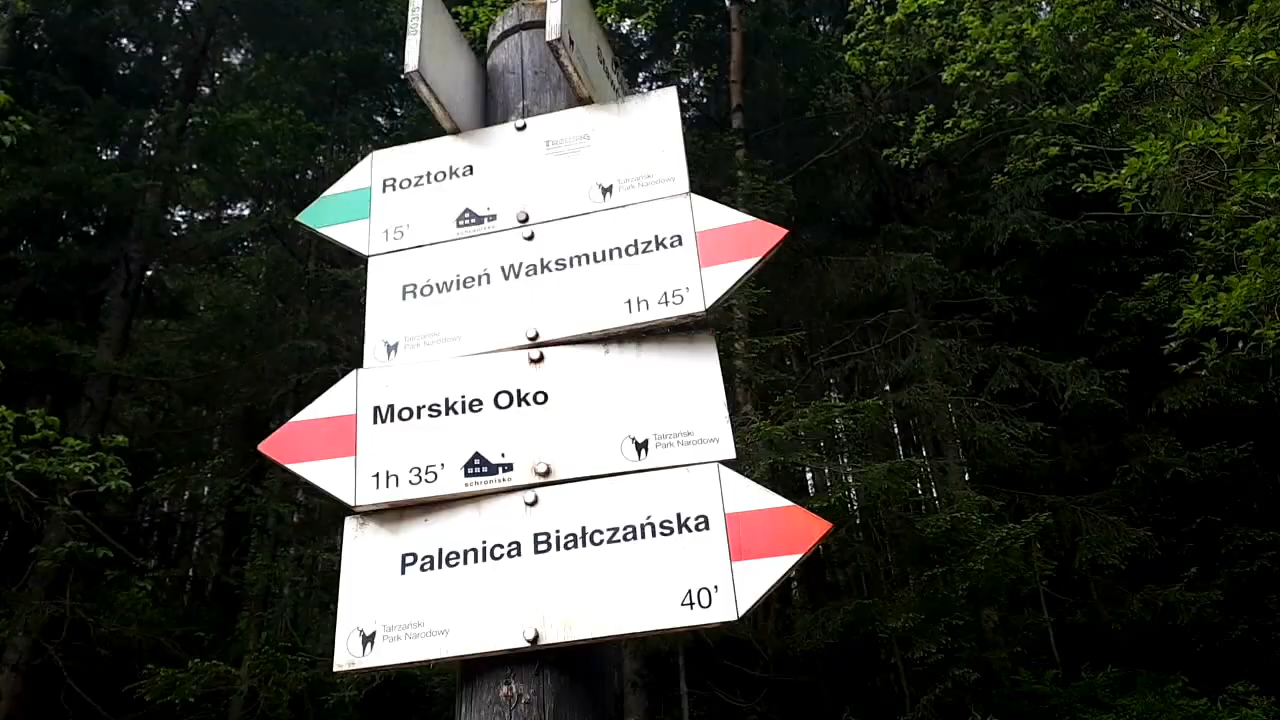 Roztoka
Tatrzański
Park Narodowy
15'
schronisko
Rówień Waksmundzka
1h 45'
Tatrzański
Park Narodowy
Morskie Oko
Tatrzański
Park Narodowy
1h 35'
schronisko
Palenica Białczańska
40'
Tatrzański
Park Narodowy